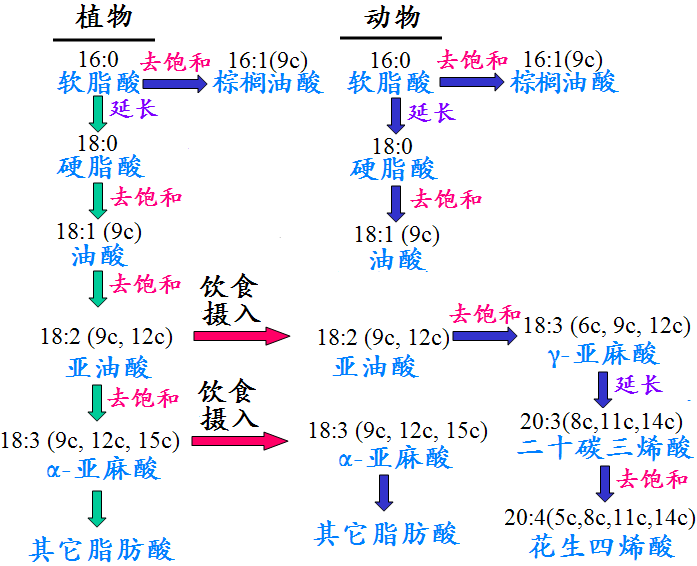 植物
16:0
去饱和
16:1(9c)
软脂酸
棕榈油酸
延长
18:0
硬脂酸
去饱和
18:1 (9c)
油酸
去饱和
18:2 (9c, 12c)
亚油酸
去饱和
18:3 (9c, 12c, 15c)
α-亚麻酸
其它脂肪酸
饮食
摄入
饮食
摄入
动物
16:0
去饱和
16:1(9c)
软脂酸
棕榈油酸
延长
18:0
硬脂酸
去饱和
18:1 (9c)
油酸
18:2 (9c, 12c)
亚油酸
去饱和
18:3 (6c, 9c, 12c)
γ-亚麻酸
延长
20:3(8c,11c,14c)
二十碳三烯酸
去饱和
20:4(5c,8c,11c,14c)
花生四烯酸
18:3 (9c, 12c, 15c)
α-亚麻酸
其它脂肪酸